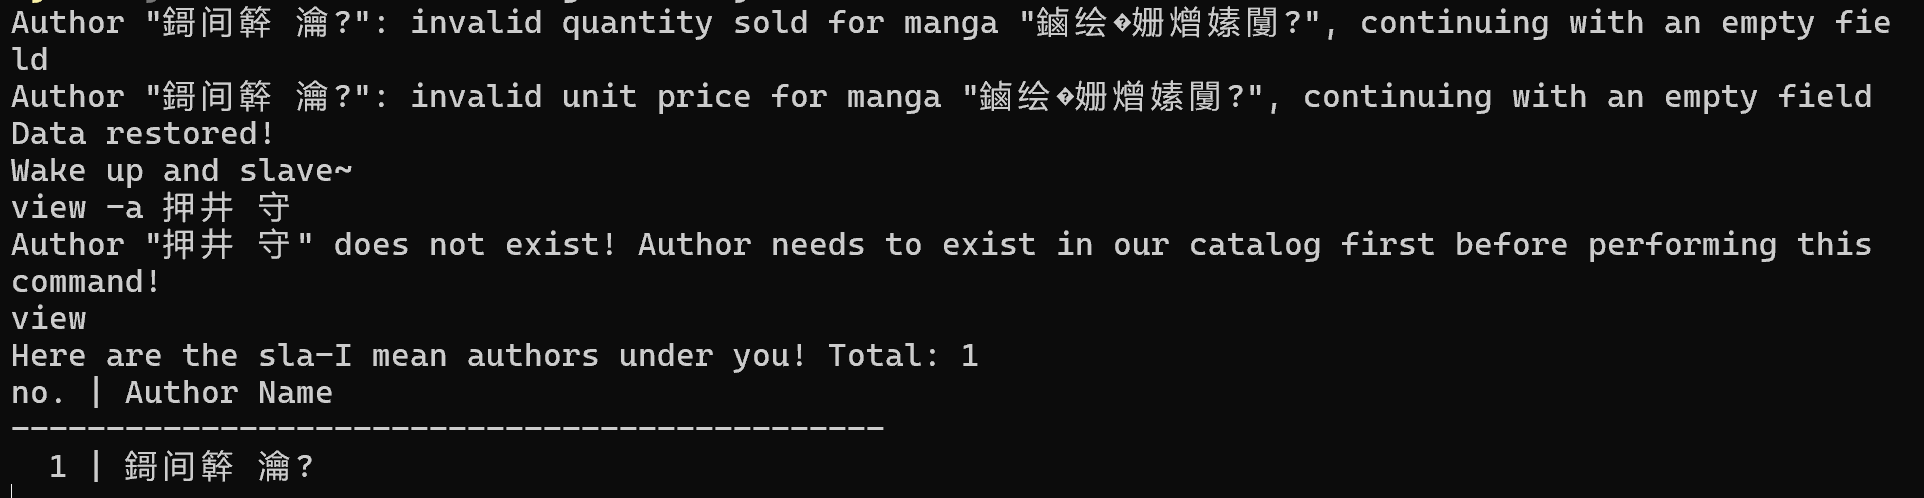 Author "鎶间簳 瀹?": invalid quantity sold for manga "鏀绘�姗熷嫊闅?", continuing with an empty fie
ld
Author "鎶间簳 瀹?": invalid unit price for manga "鏀绘�姗熷嫊闅?", continuing with an empty field
Data restored!
Wake up and slave~
view -a 押井 守
Author "押井 守" does not exist! Author needs to exist in our catalog first before performing this
command!
view
Here are the sla-I mean authors under you! Total: 1
no. | Author Name
----------------------------------------------
1 | 鎶间簳 瀹?